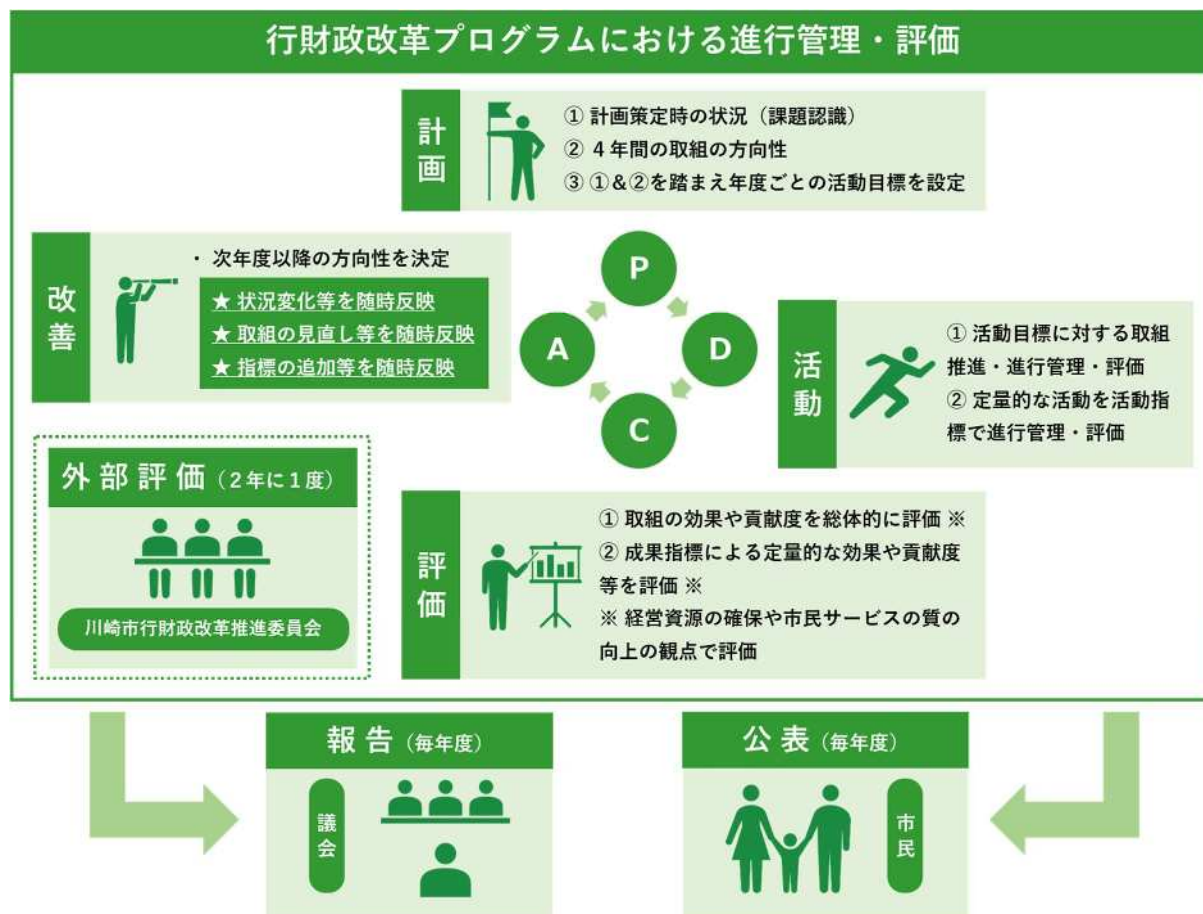 行財政改革プログラムにおける進行管理・評価
計画
① 計画策定時の状況（課題認識）
② ４年間の取組の方向性
③ ①＆②を踏まえ年度ごとの活動目標を設定
改善
・ 次年度以降の方向性を決定
★ 状況変化等を随時反映
★ 取組の見直し等を随時反映
★ 指標の追加等を随時反映
P
A
D
C
活動
① 活動目標に対する取組
推進・進行管理・評価
② 定量的な活動を活動指
標で進行管理・評価
外部評価（２年に１度）
川崎市行財政改革推進委員会
評価
① 取組の効果や貢献度を総体的に評価 ※
② 成果指標による定量的な効果や貢献度
等を評価 ※
※ 経営資源の確保や市民サービスの質の
向上の観点で評価
報告（毎年度）
議会
公表（毎年度）
市民